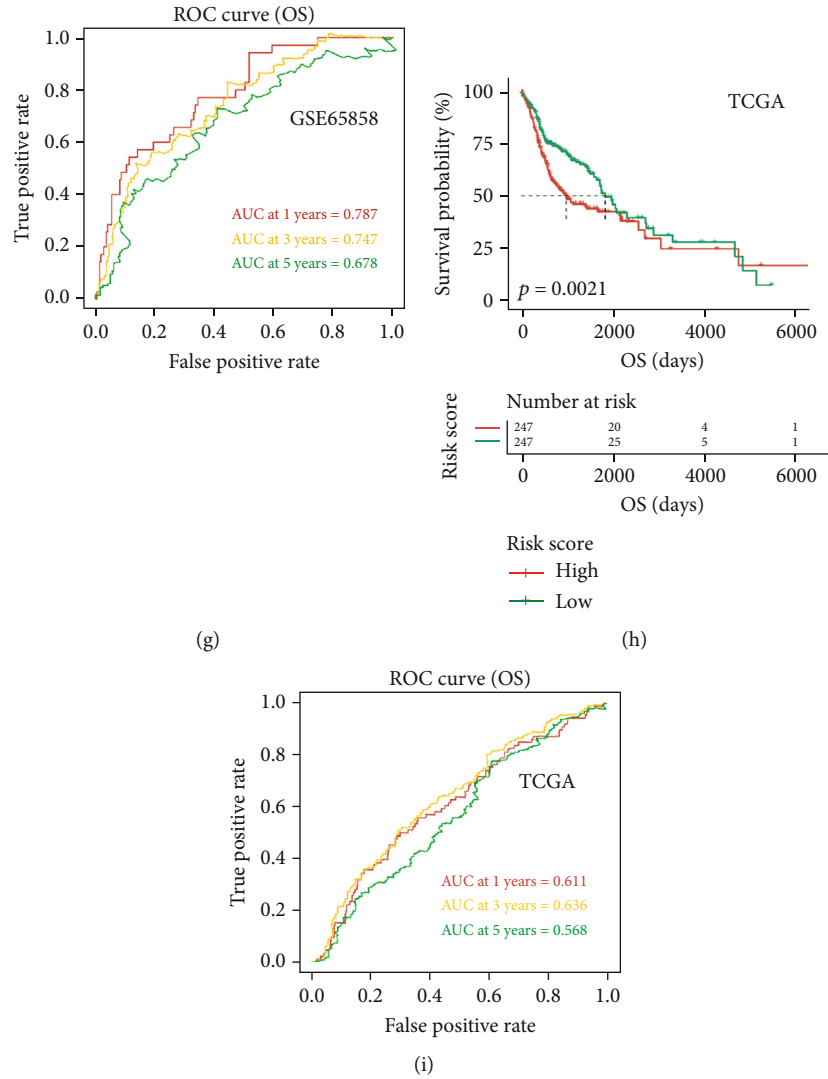 ROC curve (OS)
1.0
0.8
0.6
0.4
0.2
0.0
True positive rate
GSE65858
AUC at 1 years = 0.787
AUC at 3 years = 0.747
AUC at 5 years = 0.678
0.0 0.2 0.4 0.6 0.8 1.0
False positive rate
(g)
TCGA
100
75
50
25
0
Survival probability (%)
p = 0.0021
0 2000 4000 6000
OS (days)
Number at risk
Risk score
247 20 4 1
247 25 5 1
0 2000 4000 6000
OS (days)
Risk score
High
Low
(h)
ROC curve (OS)
1.0
0.8
0.6
0.4
0.2
0.0
True positive rate
TCGA
AUC at 1 years = 0.611
AUC at 3 years = 0.636
AUC at 5 years = 0.568
0.0 0.2 0.4 0.6 0.8 1.0
False positive rate
(i)